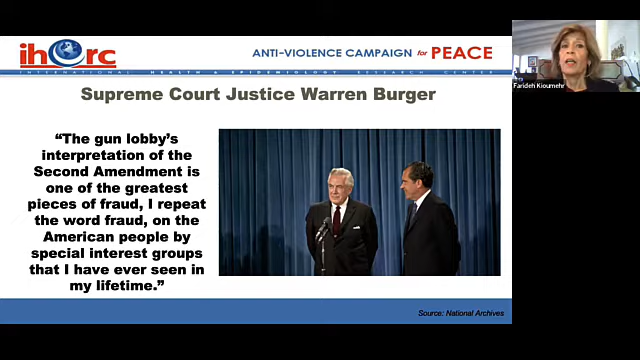 iherc
ANTI-VIOLENCE CAMPAIGN for PEACE
INTERNATIONAL HEALTH & EPIDEMIOLOGY RESEARCH CENTER
Supreme Court Justice Warren Burger
“The gun lobby’s
interpretation of the
Second Amendment is
one of the greatest
pieces of fraud, I repeat
the word fraud, on the
American people by
special interest groups
that I have ever seen in
my lifetime.”
Source: National Archives
Farideh Kioumehr